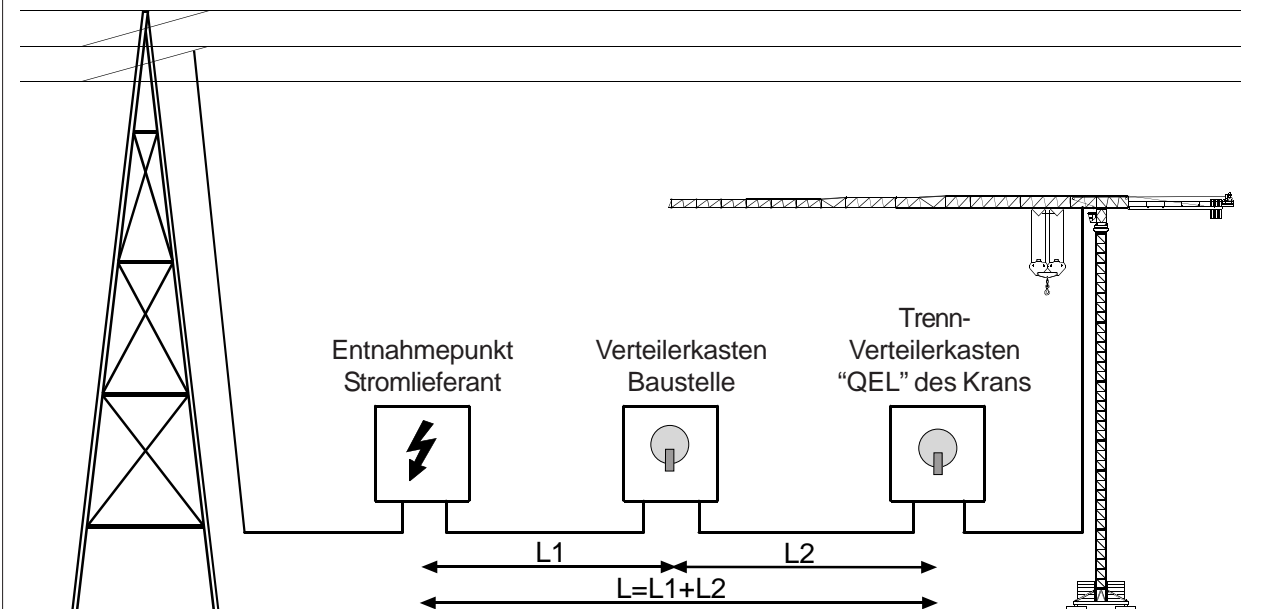 Entnahmepunkt
Stromlieferant
Verteilerkasten
Baustelle
Trenn-
Verteilerkasten
“QEL” des Krans
L1
L2
L=L1+L2